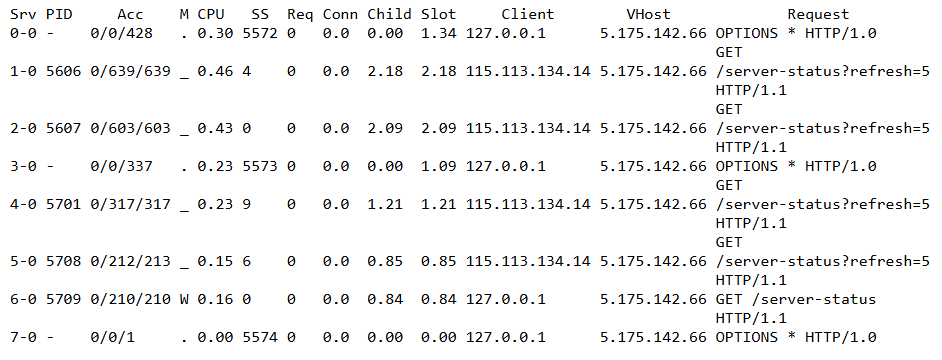 Srv PID Acc M CPU SS Req Conn Child Slot Client VHost Request
0-0 - 0/0/428 . 0.30 5572 0 0.0 0.00 1.34 127.0.0.1 5.175.142.66 OPTIONS * HTTP/1.0
GET
1-0 5606 0/639/639 _ 0.46 4 0 0.0 2.18 2.18 115.113.134.14 5.175.142.66 /server-status?refresh=5
HTTP/1.1
GET
2-0 5607 0/603/603 _ 0.43 0 0 0.0 2.09 2.09 115.113.134.14 5.175.142.66 /server-status?refresh=5
HTTP/1.1
3-0 - 0/0/337 . 0.23 5573 0 0.0 0.00 1.09 127.0.0.1 5.175.142.66 OPTIONS * HTTP/1.0
GET
4-0 5701 0/317/317 _ 0.23 9 0 0.0 1.21 1.21 115.113.134.14 5.175.142.66 /server-status?refresh=5
HTTP/1.1
GET
5-0 5708 0/212/213 _ 0.15 6 0 0.0 0.85 0.85 115.113.134.14 5.175.142.66 /server-status?refresh=5
HTTP/1.1
6-0 5709 0/210/210 W 0.16 0 0 0.0 0.84 0.84 127.0.0.1 5.175.142.66 GET /server-status
HTTP/1.1
7-0 - 0/0/1 . 0.00 5574 0 0.0 0.00 0.00 127.0.0.1 5.175.142.66 OPTIONS * HTTP/1.0